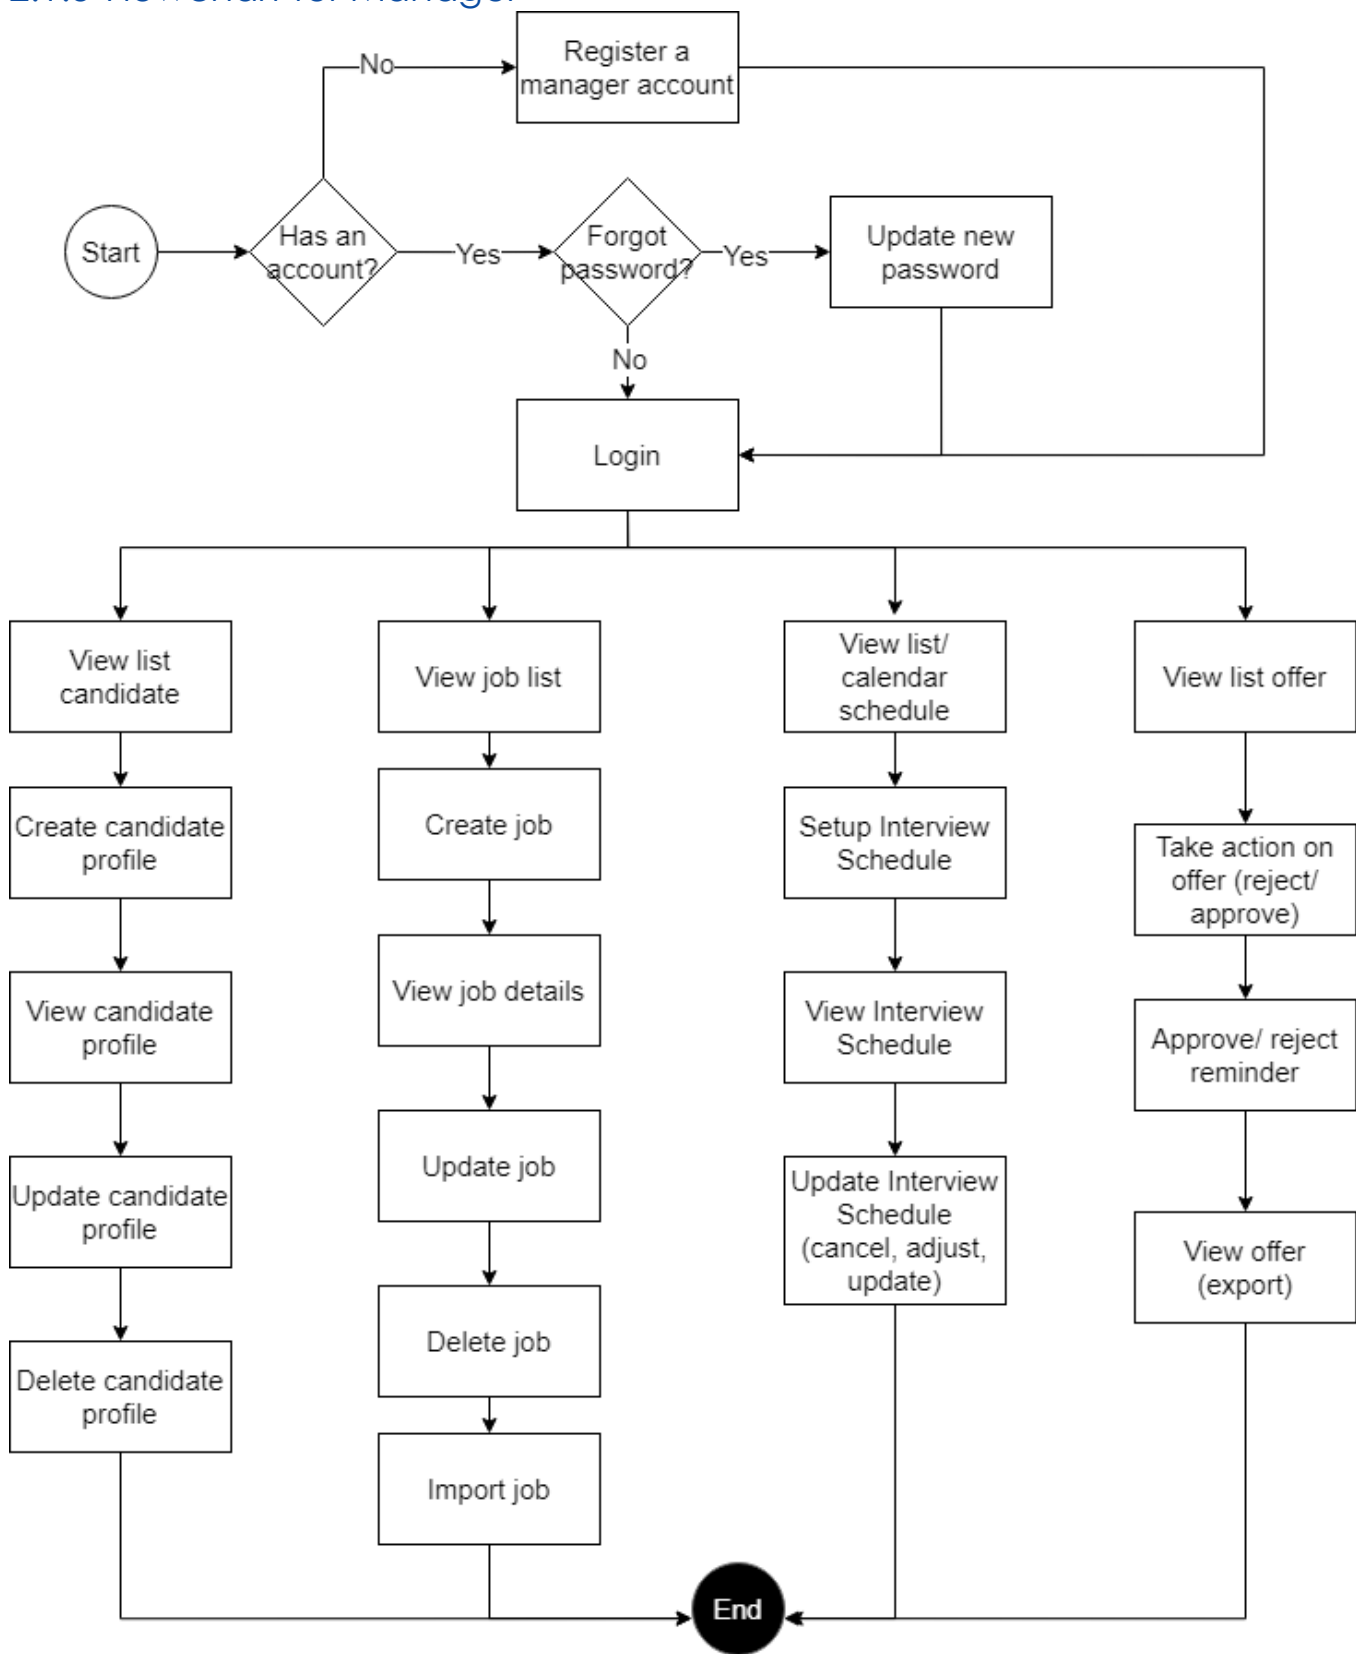 Flowchart for Manager
Register a
manager account
No
Start
Has an
account?
Yes
Forgot
password?
Yes
Update new
password
No
Login
View list
candidate
View job list
View list/
calendar
schedule
View list offer
Create candidate
profile
Create job
Setup Interview
Schedule
Take action on
offer (reject/
approve)
View candidate
profile
View job details
View Interview
Schedule
Approve/ reject
reminder
Update candidate
profile
Update job
Update Interview
Schedule
(cancel, adjust,
update)
View offer
(export)
Delete candidate
profile
Delete job
Import job
End